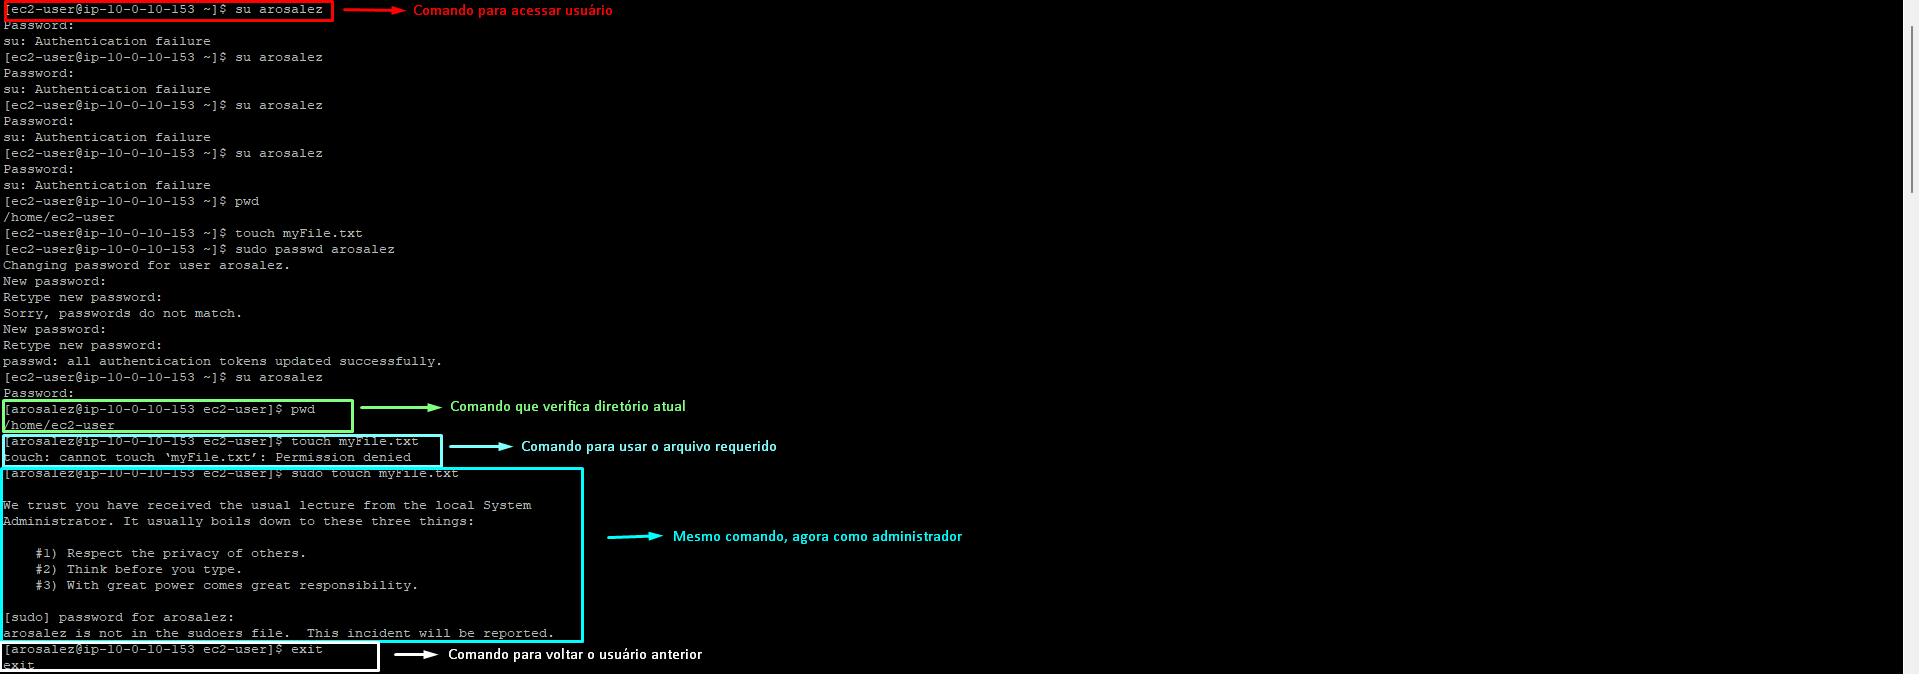 [ec2-user@ip-10-0-10-153 ~]$ su arosalez Comando para acessar usuário
Password:
su: Authentication failure
[ec2-user@ip-10-0-10-153 ~]$ su arosalez
Password:
su: Authentication failure
[ec2-user@ip-10-0-10-153 ~]$ su arosalez
Password:
su: Authentication failure
[ec2-user@ip-10-0-10-153 ~]$ su arosalez
Password:
su: Authentication failure
[ec2-user@ip-10-0-10-153 ~]$ pwd
/home/ec2-user
[ec2-user@ip-10-0-10-153 ~]$ touch myFile.txt
[ec2-user@ip-10-0-10-153 ~]$ sudo passwd arosalez
Changing password for user arosalez.
New password:
Retype new password:
Sorry, passwords do not match.
New password:
Retype new password:
passwd: all authentication tokens updated successfully.
[ec2-user@ip-10-0-10-153 ~]$ su arosalez
Password:
[arosalez@ip-10-0-10-153 ec2-user]$ pwd Comando que verifica diretório atual
/home/ec2-user
[arosalez@ip-10-0-10-153 ec2-user]$ touch myFile.txt Comando para usar o arquivo requerido
touch: cannot touch ‘myFile.txt’: Permission denied
[arosalez@ip-10-0-10-153 ec2-user]$ sudo touch myFile.txt
We trust you have received the usual lecture from the local System
Administrator. It usually boils down to these three things:
#1) Respect the privacy of others.
#2) Think before you type.
#3) With great power comes great responsibility.
Mesmo comando, agora como administrador
[sudo] password for arosalez:
arosalez is not in the sudoers file.  This incident will be reported.
[arosalez@ip-10-0-10-153 ec2-user]$ exit Comando para voltar o usuário anterior
exit